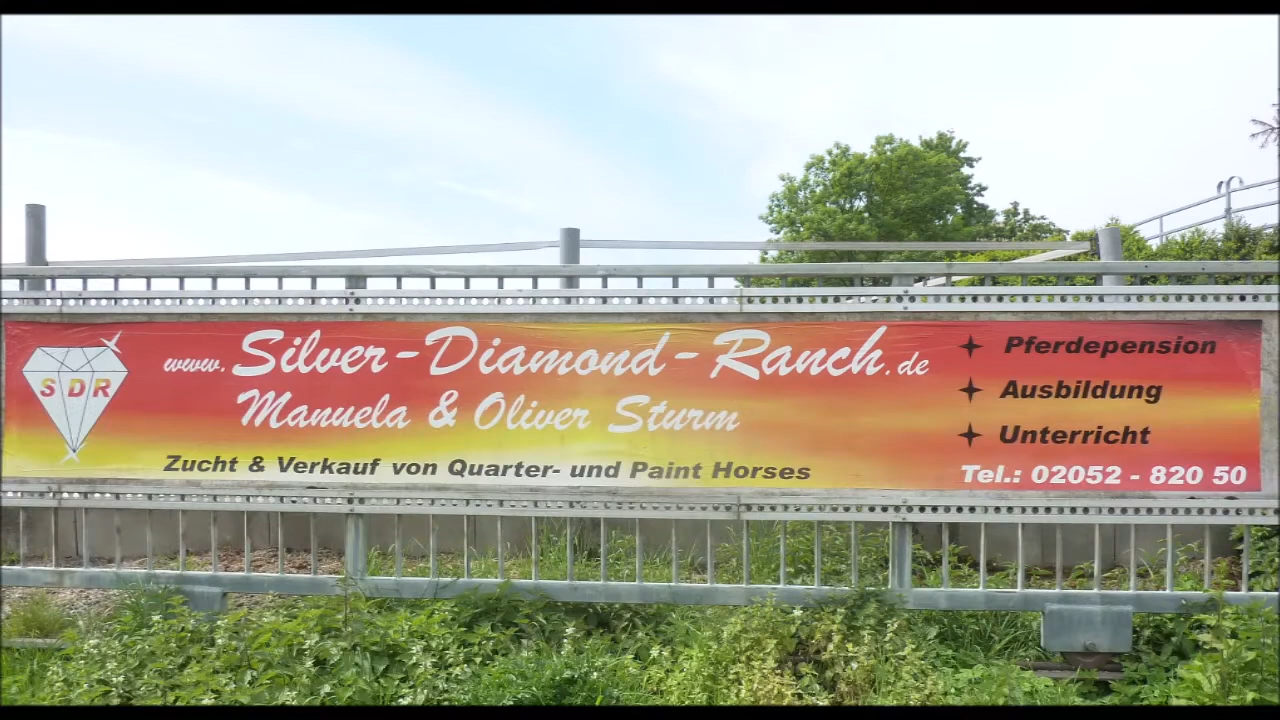 SDR
www.Silver-Diamond-Ranch.de
Manuela & Oliver Sturm
Zucht & Verkauf von Quarter- und Paint Horses
Pferdepension
Ausbildung
Unterricht
Tel.: 02052 - 820 50